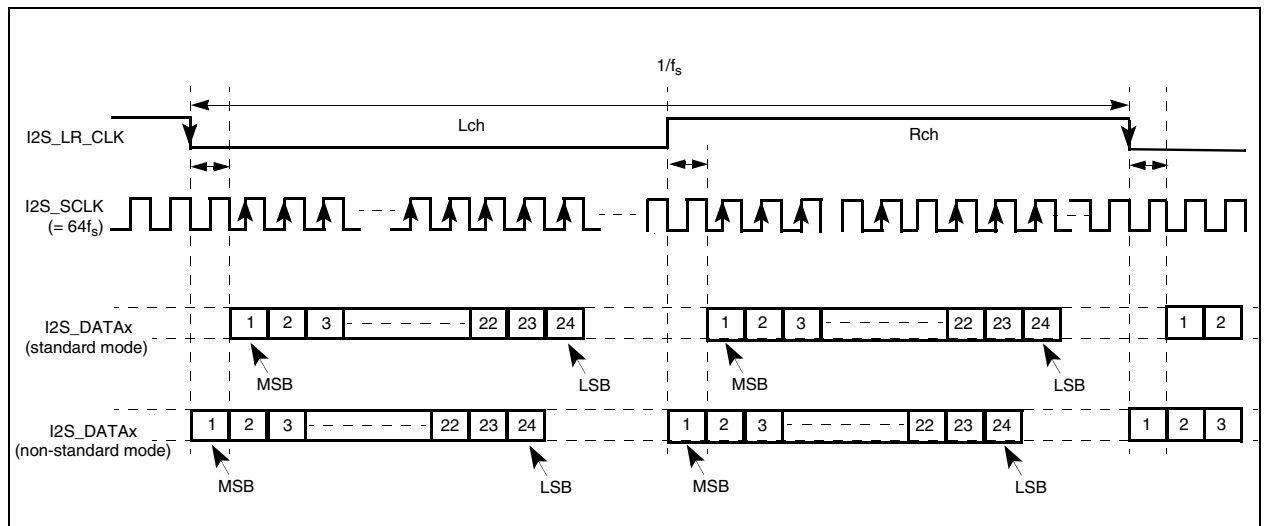 1/fs
Lch
Rch
I2S_LR_CLK
I2S_SCLK
(= 64fs)
I2S_DATAx
(standard mode)
1 2 3 22 23 24
1 2 3 22 23 24
1 2
MSB
LSB
MSB
LSB
I2S_DATAx
(non-standard mode)
1 2 3 22 23 24
1 2 3 22 23 24
1 2 3
MSB
LSB
MSB
LSB